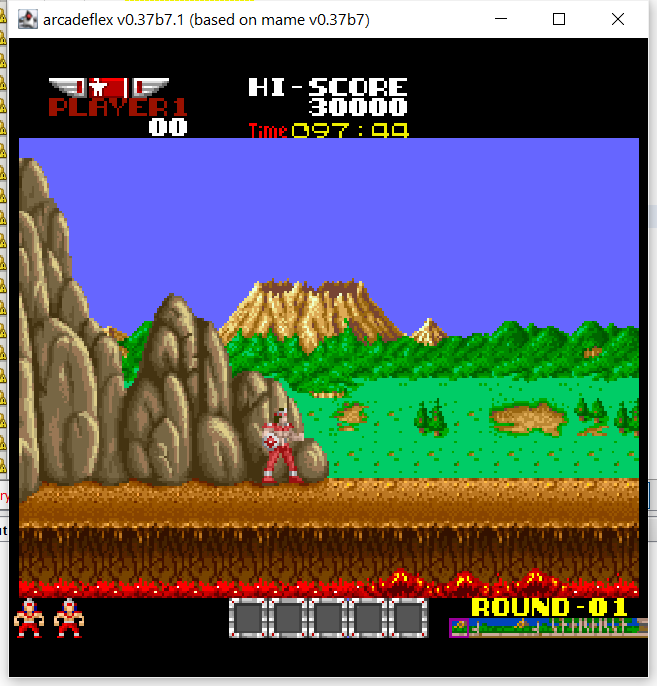 arcadeflex v0.37b7.1 (based on mame v0.37b7)
HI-SCORE
PLAYER1
30000
00
Time 097:44
ROUND-01